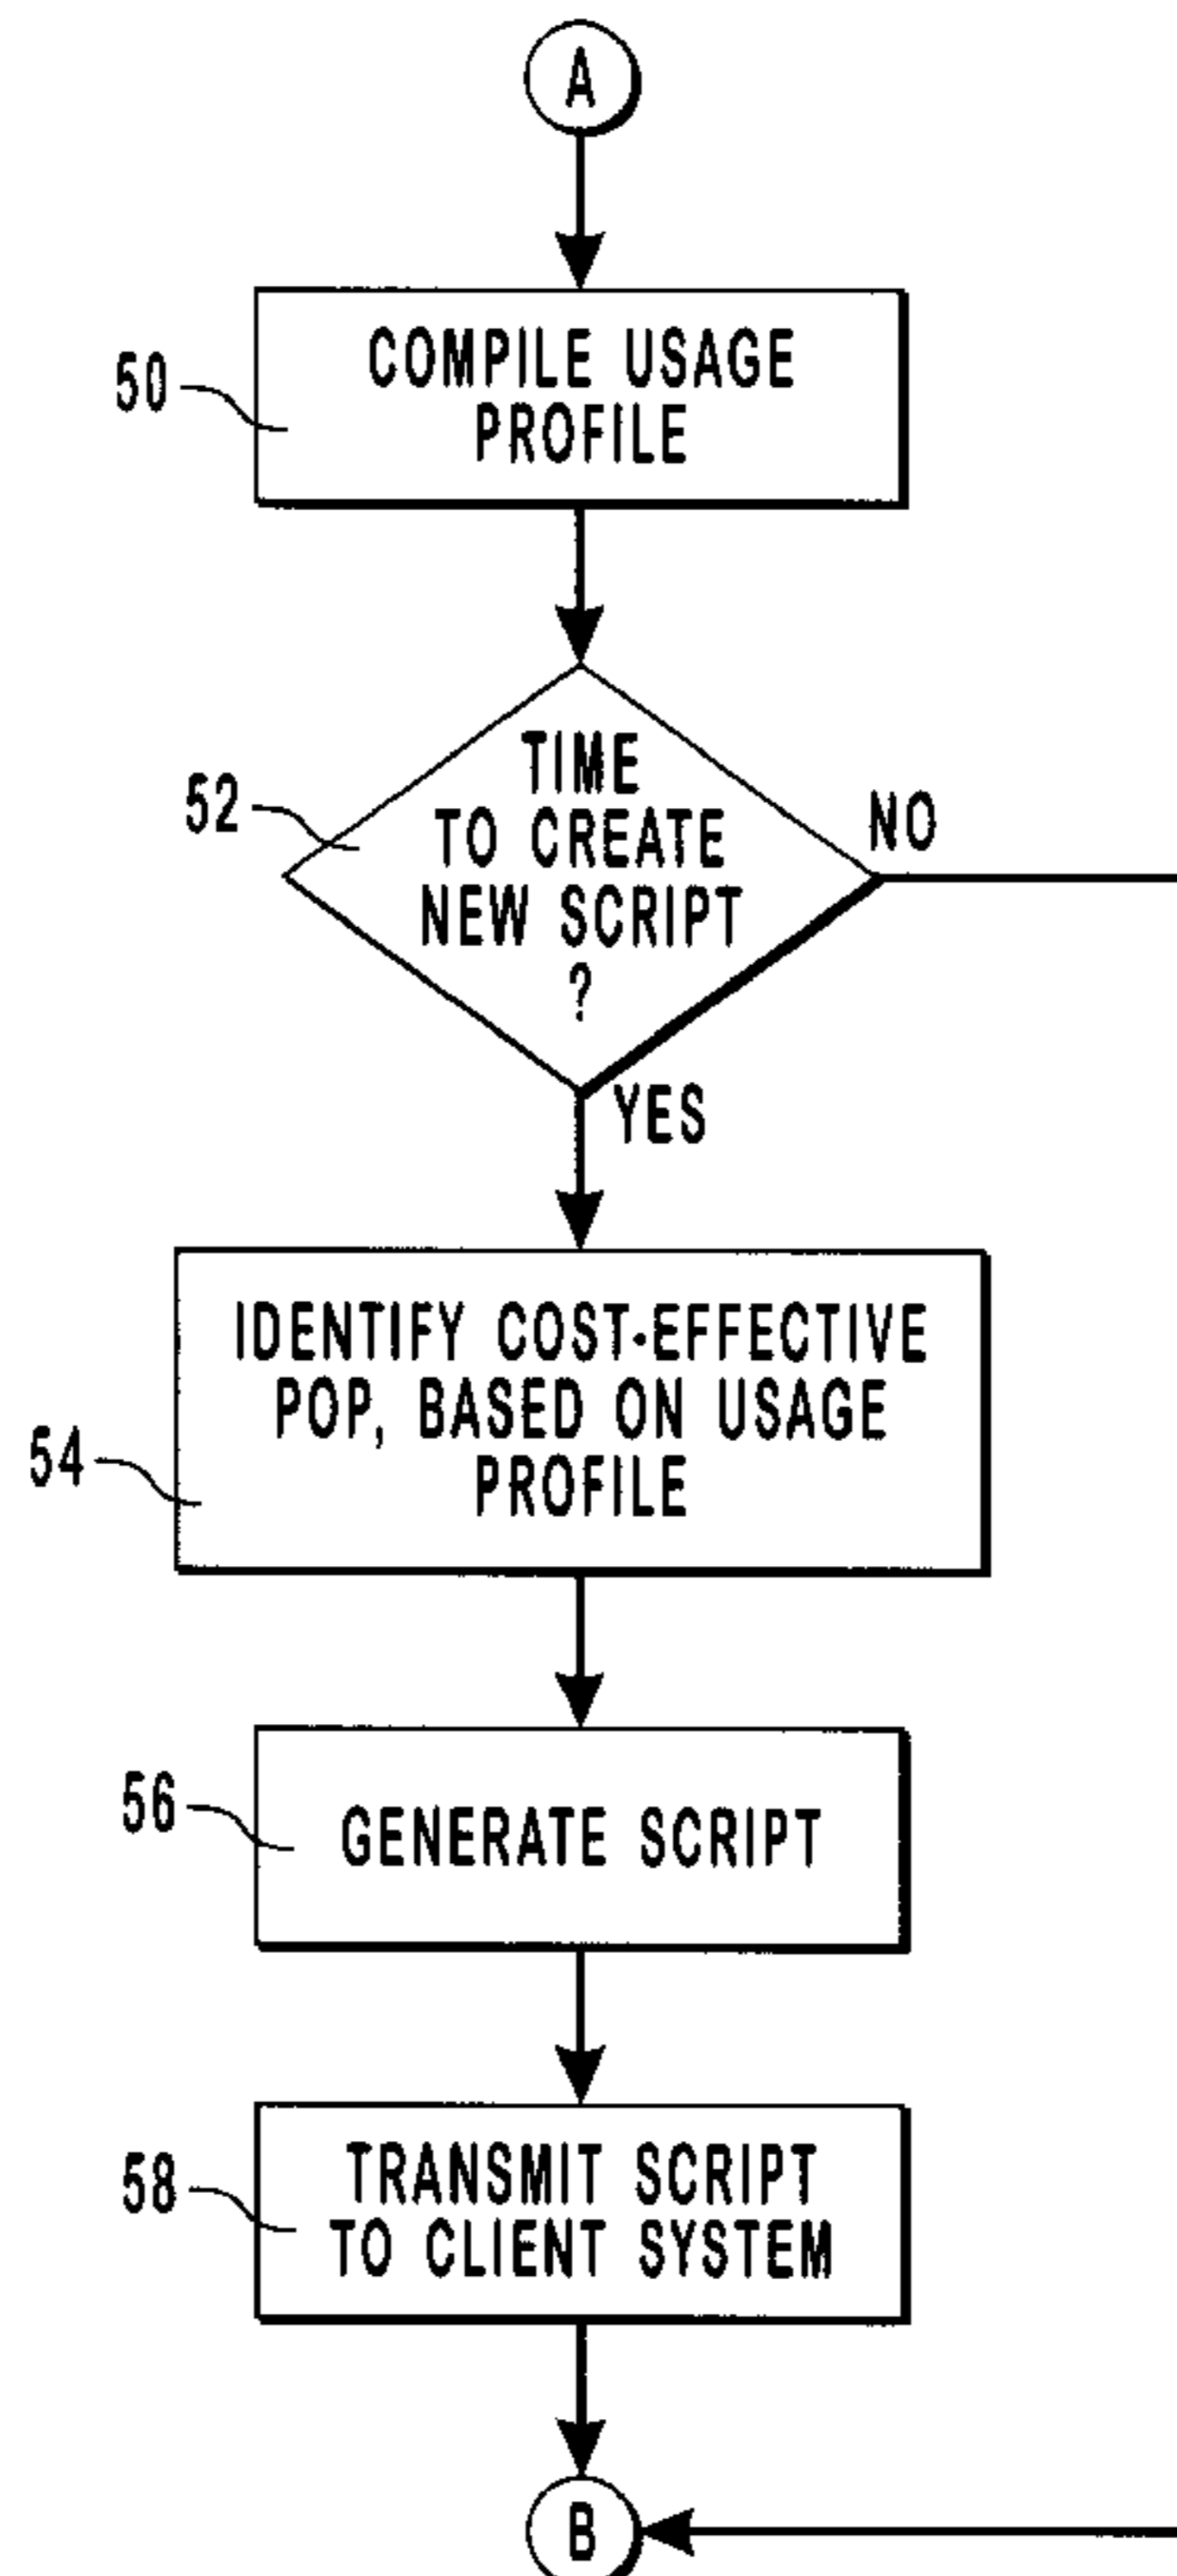 A
COMPILE USAGE
PROFILE
50
TIME
TO CREATE
NEW SCRIPT
?
52
NO
YES
IDENTIFY COST-EFFECTIVE
POP, BASED ON USAGE
PROFILE
54
GENERATE SCRIPT
56
TRANSMIT SCRIPT
TO CLIENT SYSTEM
58
B